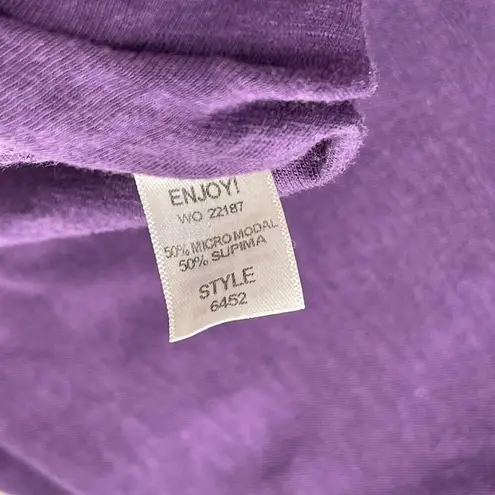 ENJOY!
WO 22187
50% MICRO MODAL
50% SUPIMA
STYLE
6452